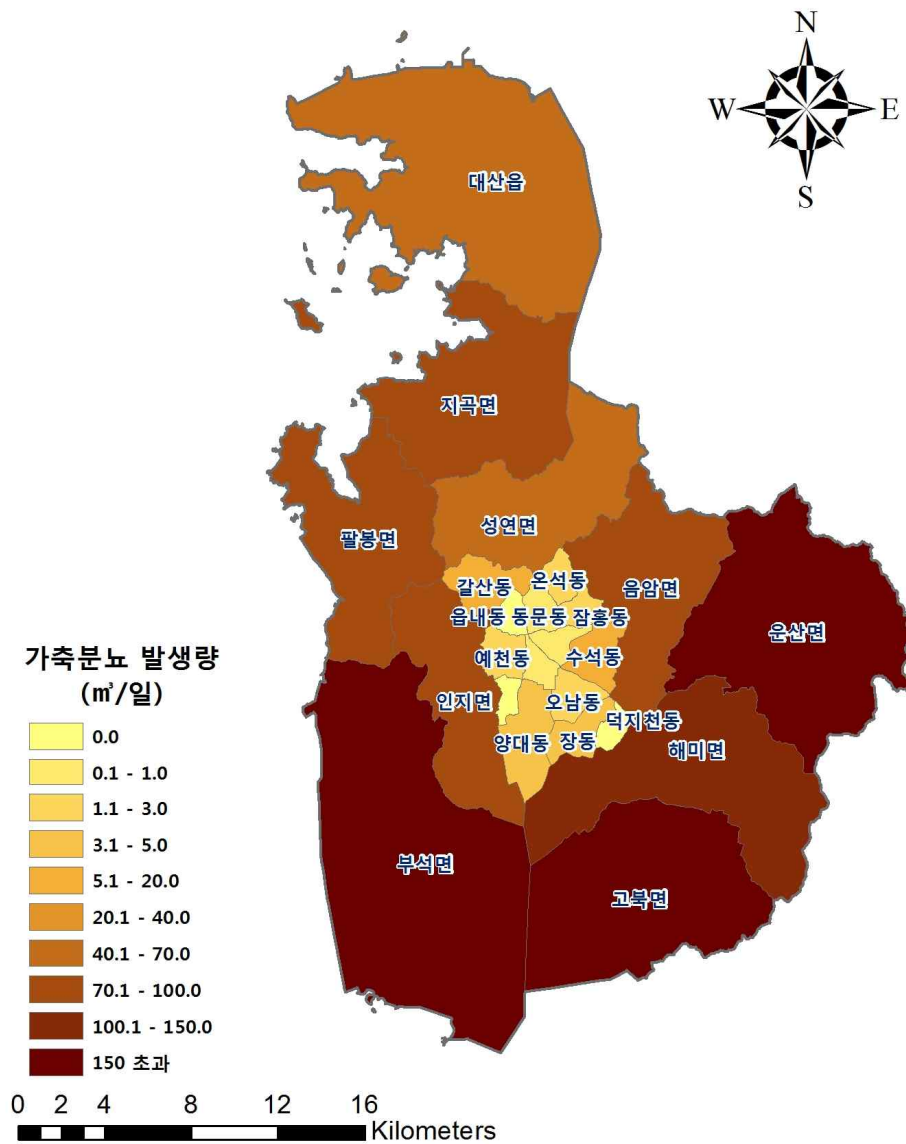 N
W
E
S
대산읍
지곡면
성연면
팔봉면
갈산동
온석동
음암면
읍내동
동문동
잠홍동
운산면
예천동
수석동
인지면
오남동
덕지천동
양대동
장동
해미면
부석면
고북면
가축분뇨 발생량
(㎥/일)
0.0
0.1 - 1.0
1.1 - 3.0
3.1 - 5.0
5.1 - 20.0
20.1 - 40.0
40.1 - 70.0
70.1 - 100.0
100.1 - 150.0
150 초과
0 2 4 8 12 16
Kilometers